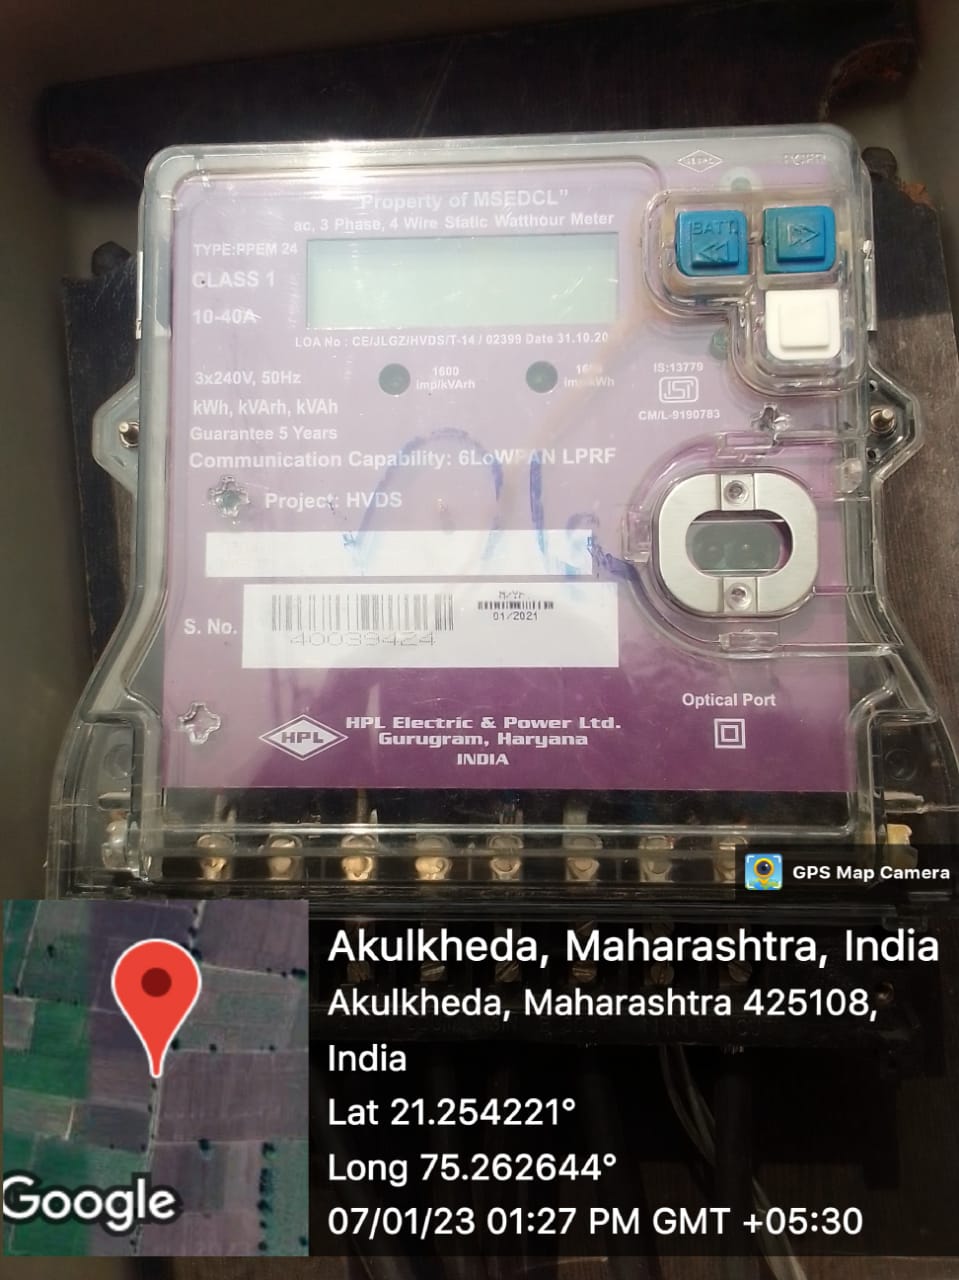 "Property of MSEDCL"
ac, 3 Phase, 4 Wire Static Watthour Meter
TYPE:PPEM 24
CLASS 1
10-40A
BATT.
LOA No : CE/JLGZ/HVDS/T-14 / 02399 Date 31.10.20
1600
imp/kVArh
imp/kWh
IS:13779
ISI
CM/L-9190783
3x240V, 50Hz
kWh, kVArh, kVAh
Guarantee 5 Years
Communication Capability: 6LoWPAN LPRF
Project: HVDS
M/YR
01/2021
S. No.
40039424
Optical Port
HPL
HPL Electric & Power Ltd.
Gurugram, Haryana
INDIA
GPS Map Camera
Akulkheda, Maharashtra, India
Akulkheda, Maharashtra 425108,
India
Lat 21.254221°
Long 75.262644°
07/01/23 01:27 PM GMT +05:30
Google